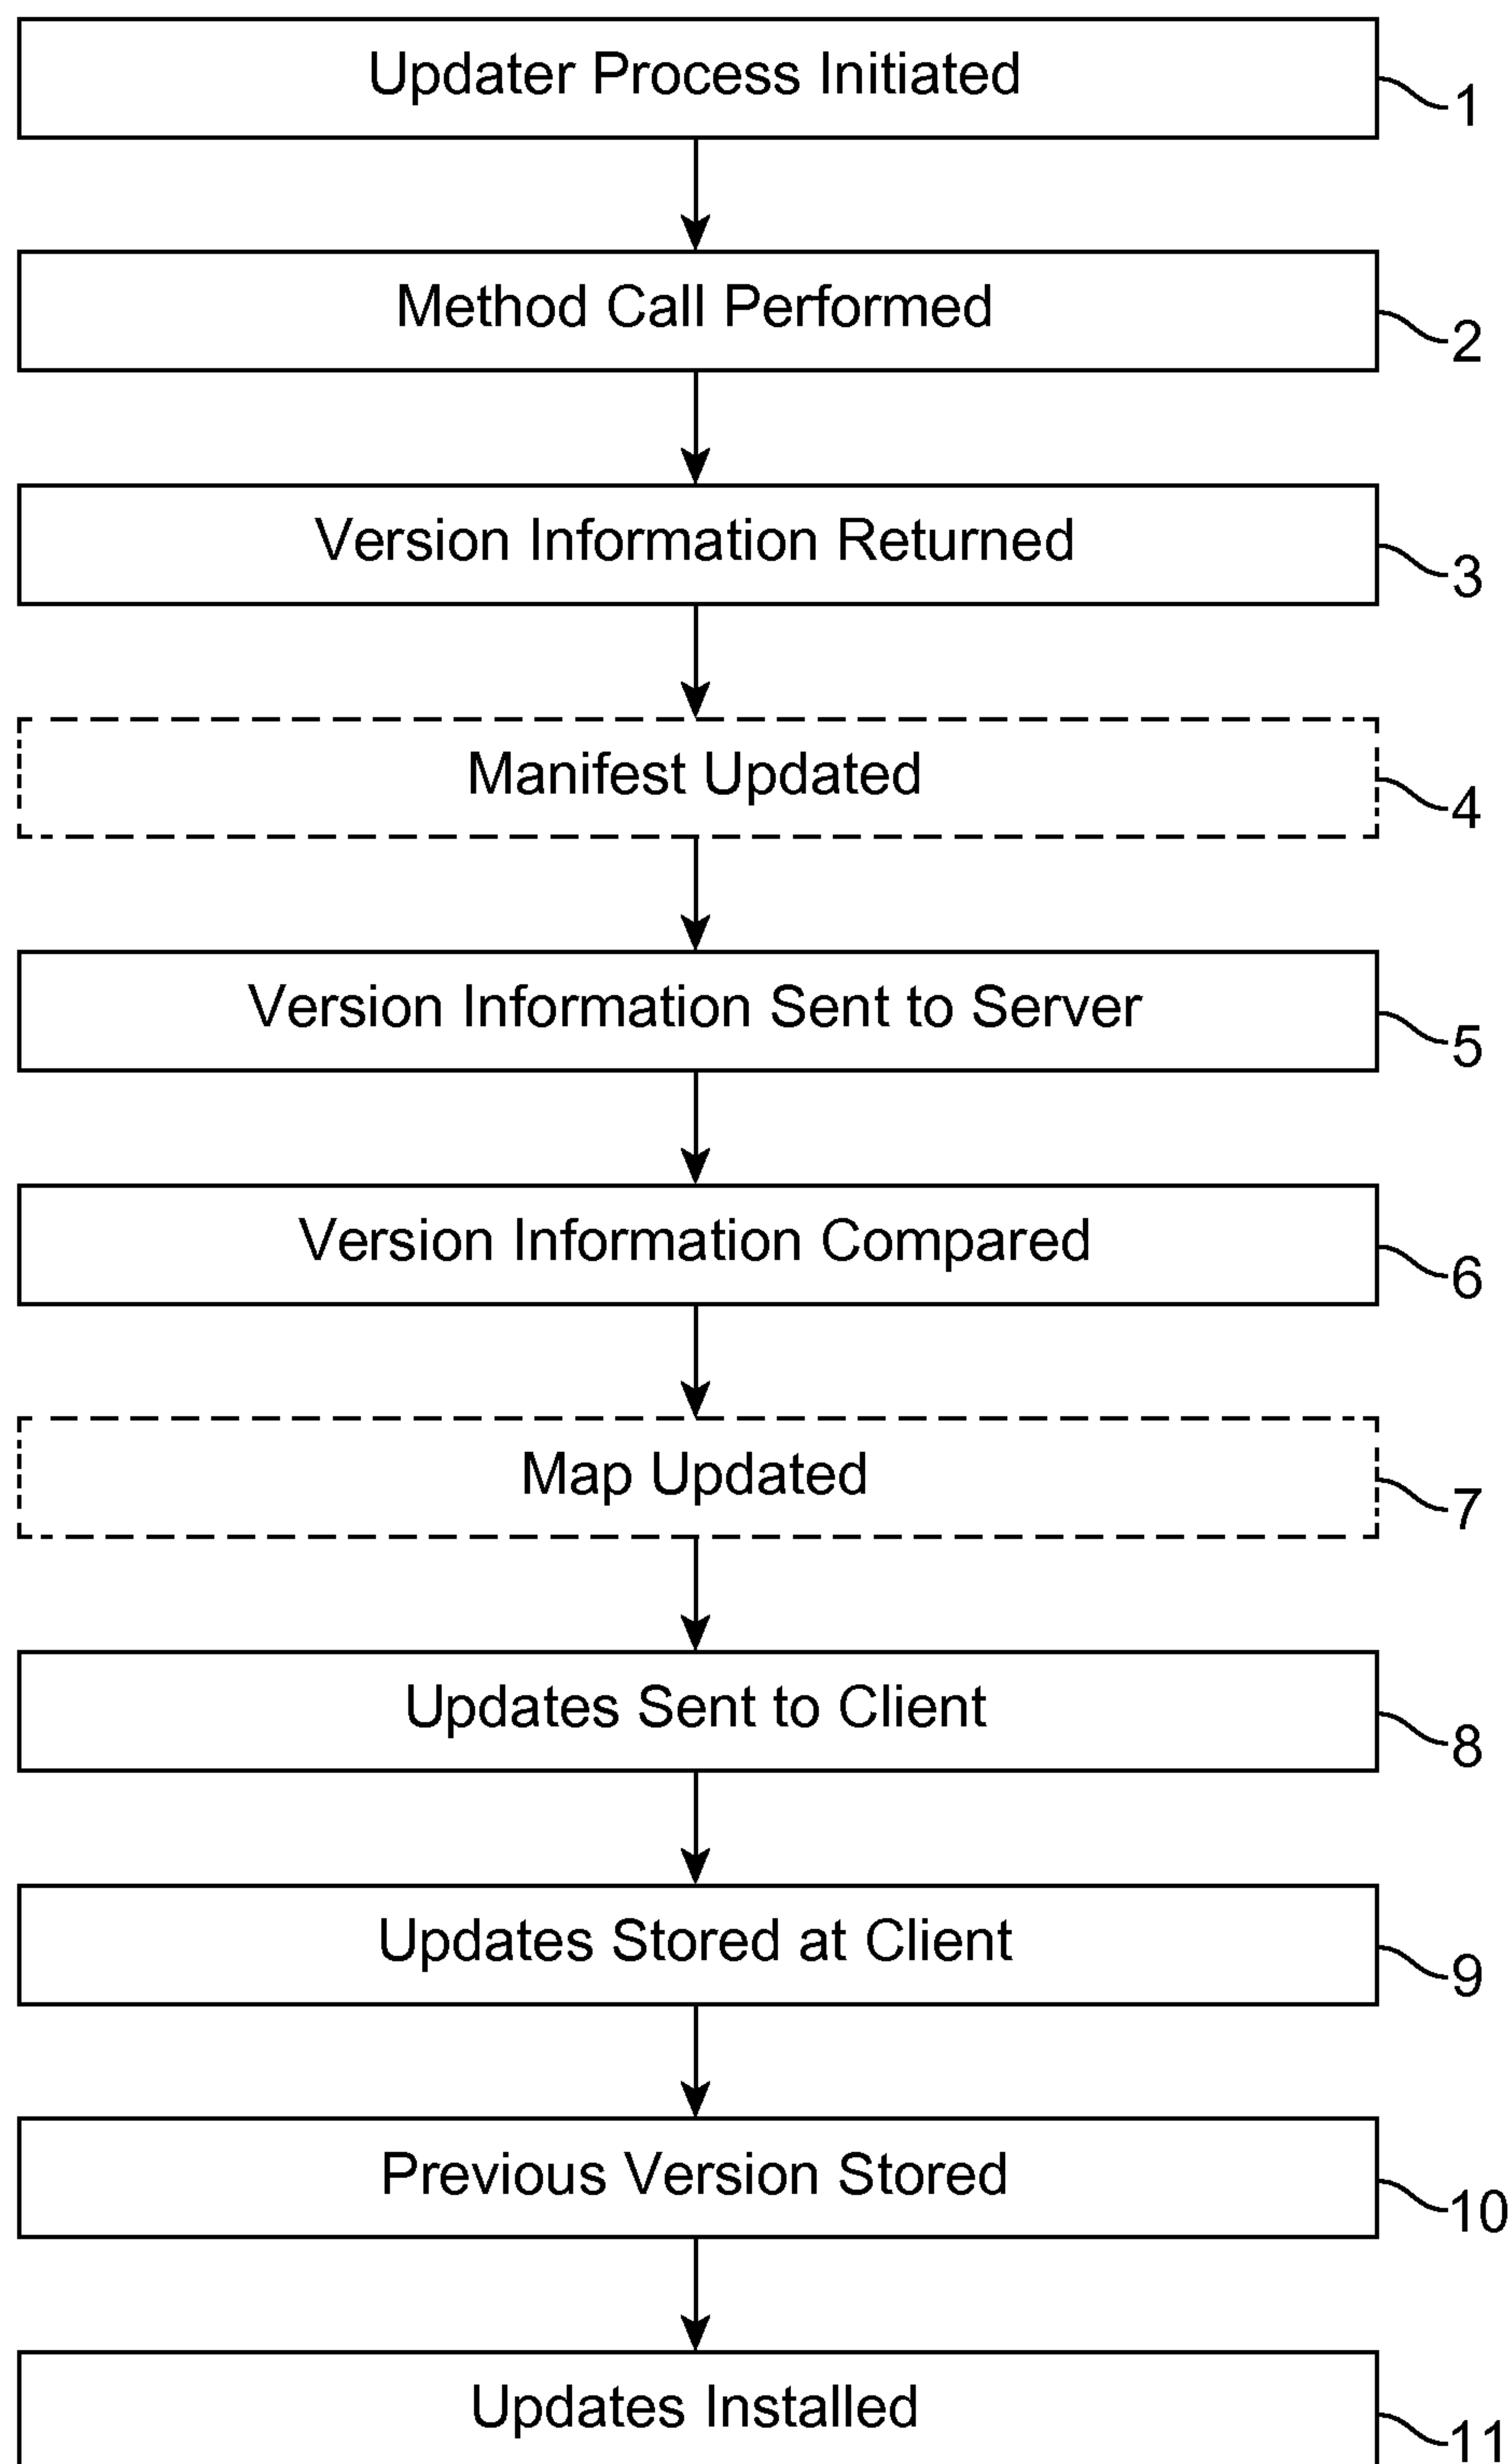 Updater Process Initiated
1
Method Call Performed
2
Version Information Returned
3
Manifest Updated
4
Version Information Sent to Server
5
Version Information Compared
6
Map Updated
7
Updates Sent to Client
8
Updates Stored at Client
9
Previous Version Stored
10
Updates Installed
11